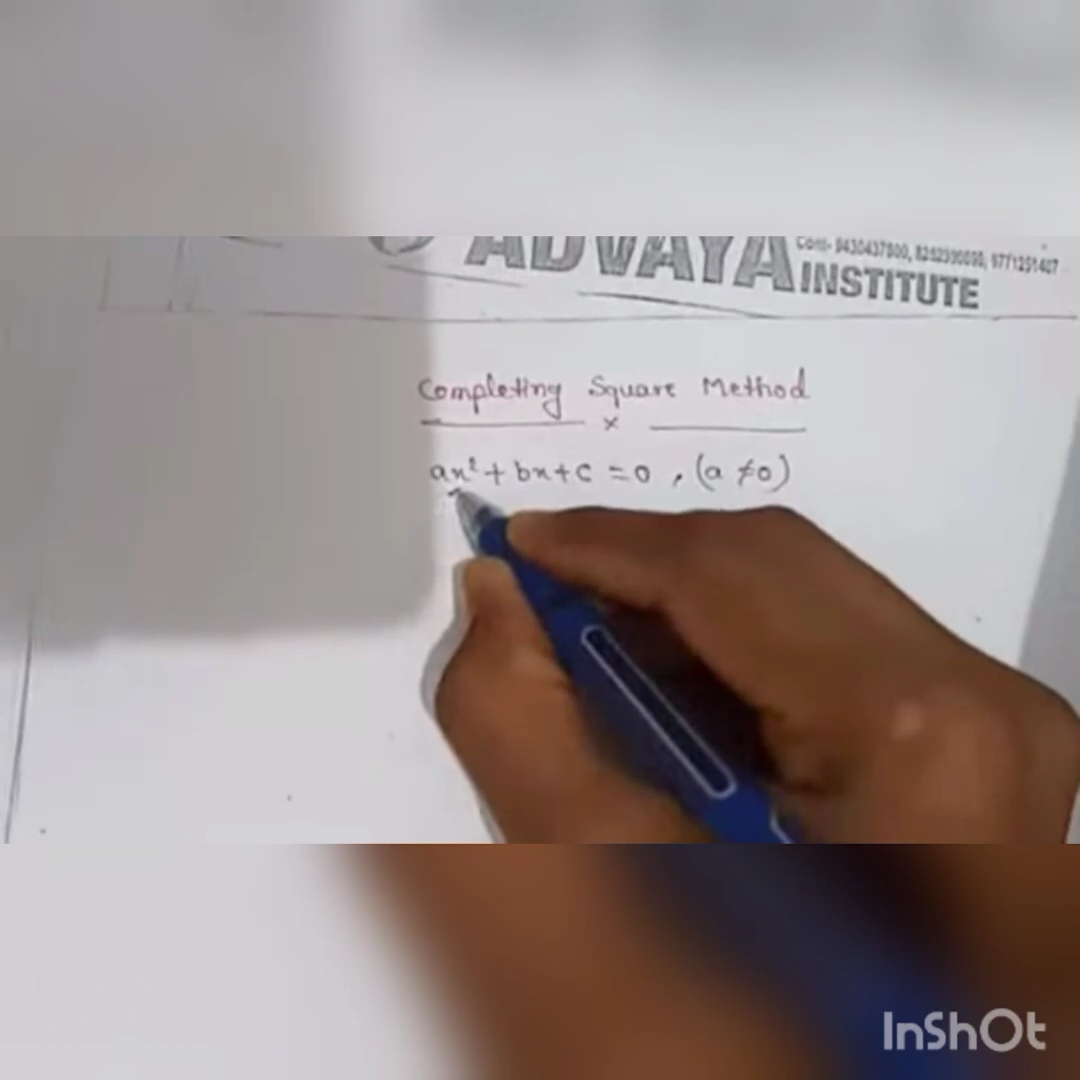 ADVAYA
INSTITUTE
Completing Square Method
×
ax²+bx+c=0, (a≠0)
InShOt